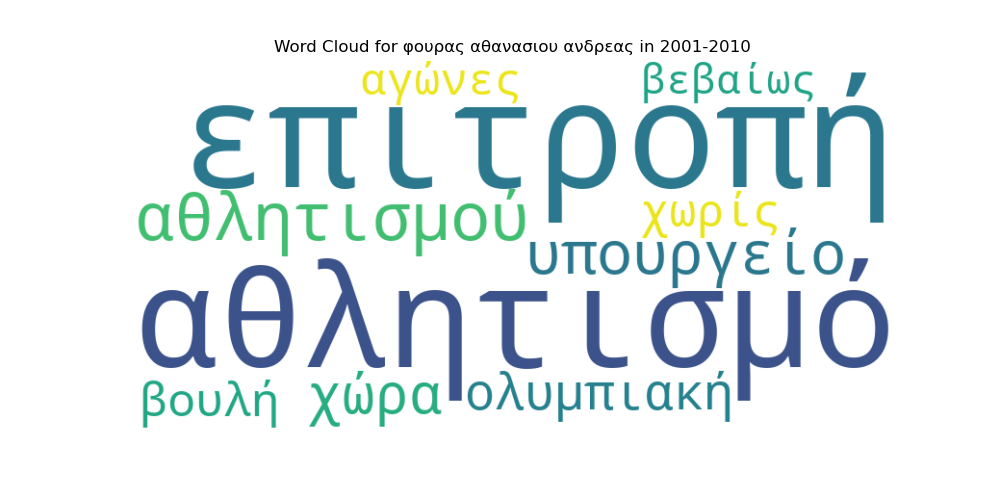 Word Cloud for φουρας αθανασιου ανδρεας in 2001-2010
αγώνες βεβαίως
επιτροπή
αθλητισμού χωρίς
υπουργείο
αθλητισμό
βουλή χώρα ολυμπιακή